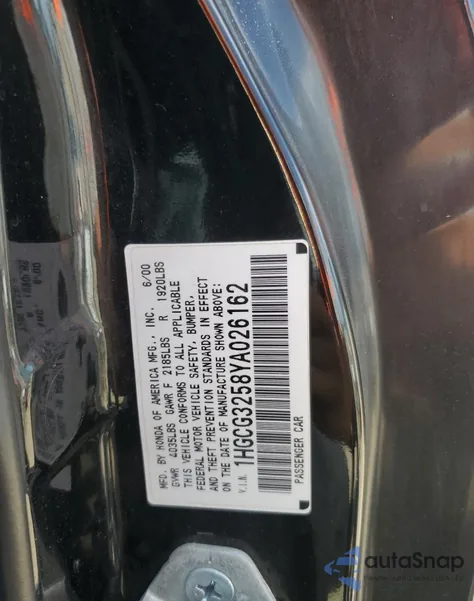 MFD. BY HONDA OF AMERICA MFG., INC. 6/00
GVWR 4035LBS GAWR F 2185LBS R 1920LBS
THIS VEHICLE CONFORMS TO ALL APPLICABLE
FEDERAL MOTOR VEHICLE SAFETY, BUMPER,
AND THEFT PREVENTION STANDARDS IN EFFECT
ON THE DATE OF MANUFACTURE SHOWN ABOVE:
1HGCG3258YA026162
V.I.N.
PASSENGER CAR
autaSnap